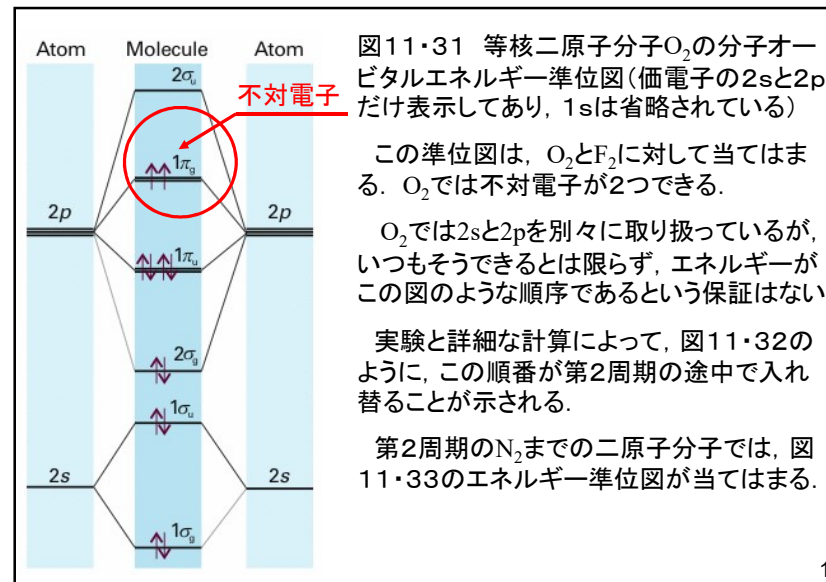 Atom Molecule Atom
2σu
不対電子
1πg
2p 2p
1πu
2σg
1σu
2s 2s
1σg
図11・31 等核二原子分子O2の分子オー
ビタルエネルギー準位図(価電子の2sと2p
だけ表示してあり,1sは省略されている)
この準位図は,O2とF2に対して当てはま
る.O2では不対電子が2つできる.
O2では2sと2pを別々に取り扱っているが,
いつもそうできるとは限らず,エネルギーが
この図のような順序であるという保証はない
実験と詳細な計算によって,図11・32の
ように,この順番が第2周期の途中で入れ
替ることが示される.
第2周期のN2までの二原子分子では,図
11・33のエネルギー準位図が当てはまる.
1